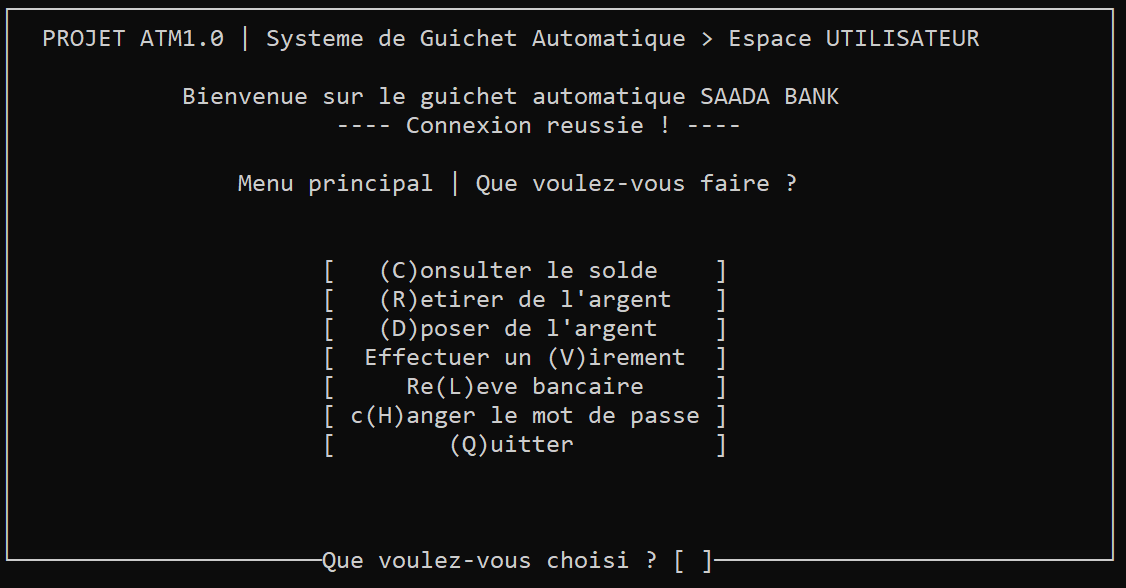 PROJET ATM1.0 | Systeme de Guichet Automatique > Espace UTILISATEUR
Bienvenue sur le guichet automatique SAADA BANK
---- Connexion reussie ! ----
Menu principal | Que voulez-vous faire ?
[ (C)onsulter le solde ]
[ (R)etirer de l'argent ]
[ (D)poser de l'argent ]
[ Effectuer un (V)irement ]
[ Re(L)eve bancaire ]
[ c(H)anger le mot de passe ]
[ (Q)uitter ]
Que voulez-vous choisi ? [ ]